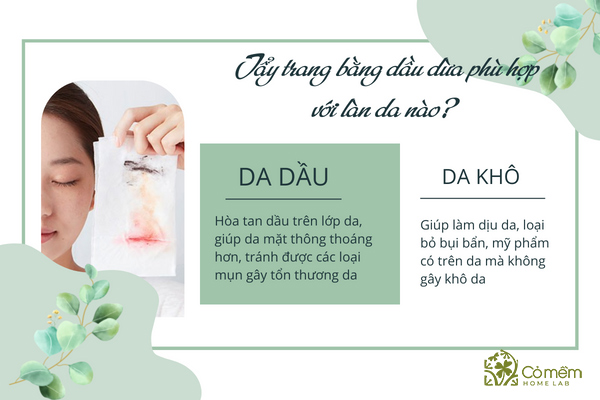 Tẩy trang bằng dầu dừa phù hợp
với làn da nào?
DA DẦU
Hòa tan dầu trên lớp da,
giúp da mặt thông thoáng
hơn, tránh được các loại
mụn gây tổn thương da
DA KHÔ
Giúp làm dịu da, loại
bỏ bụi bẩn, mỹ phẩm
có trên da mà không
gây khô da
Cỏ mềm
HOME LAB